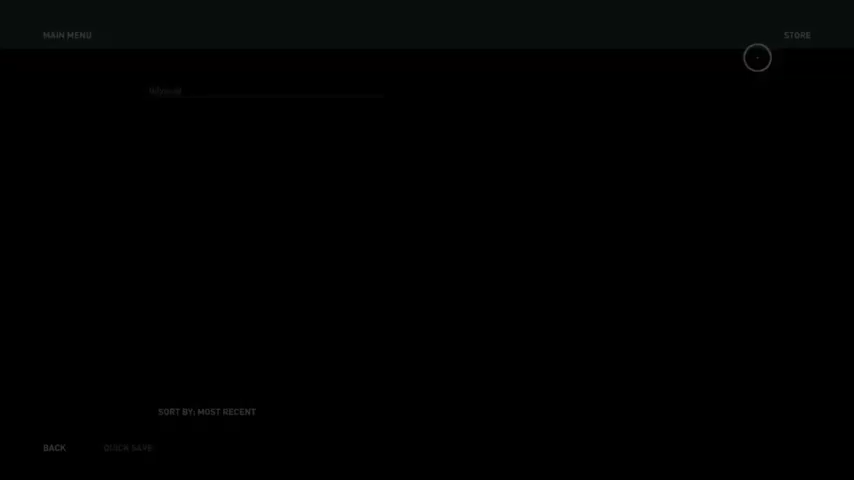 MAIN MENU
STORE
SORT BY: MOST RECENT
BACK
QUICK SAVE